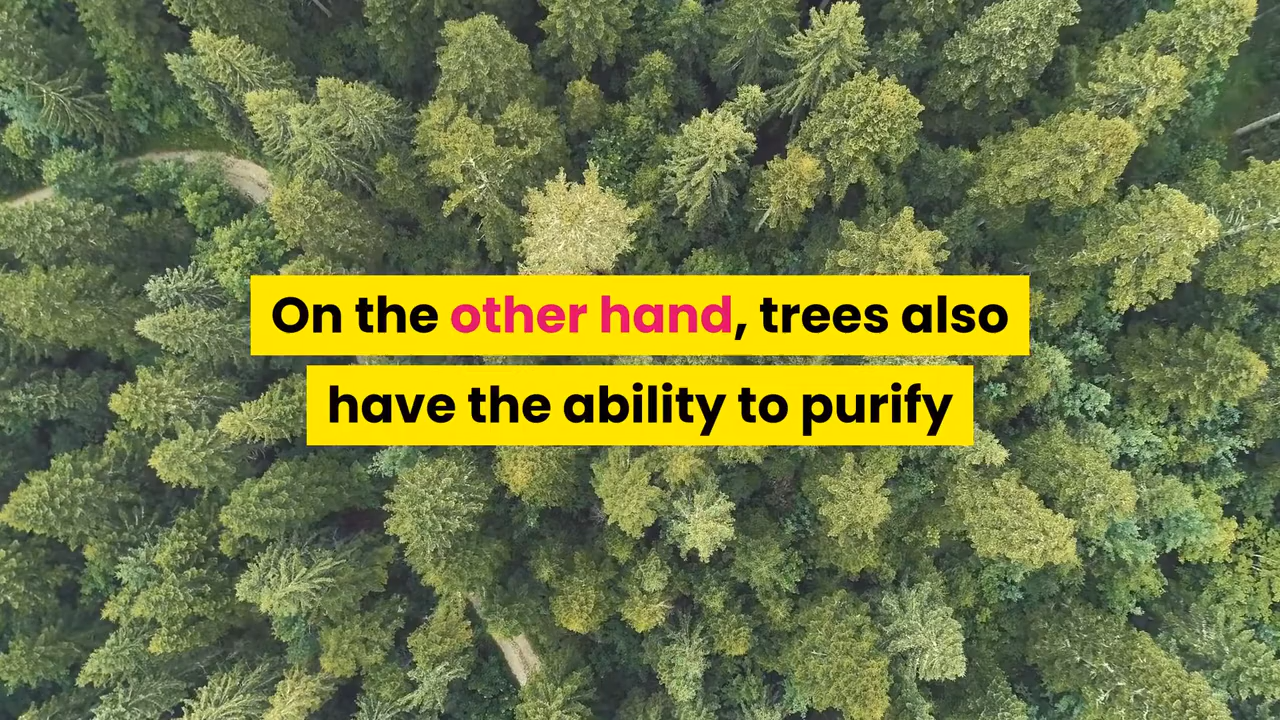 On the other hand, trees also
have the ability to purify